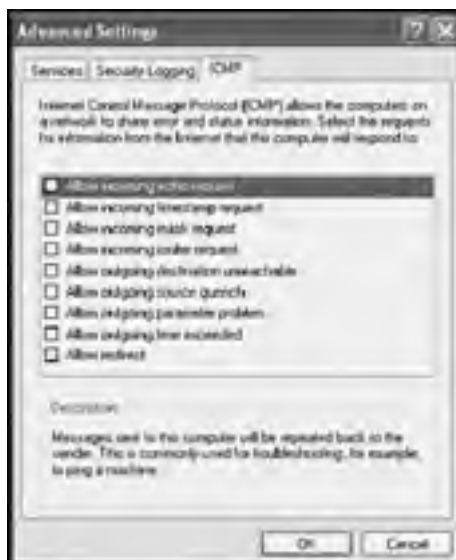 Advanced Settings
Services Security Logging ICMP
Internet Control Message Protocol (ICMP) allows the computers on
a network to share error and status information. Select the requests
for information from the Internet that this computer will respond to:
Allow incoming echo request
Allow incoming timestamp request
Allow incoming mask request
Allow incoming router request
Allow outgoing destination unreachable
Allow outgoing source quench
Allow outgoing parameter problem
Allow outgoing time exceeded
Allow redirect
Description
Messages sent to this computer will be repeated back to the
sender. This is commonly used for troubleshooting, for example,
to ping a machine.
OK Cancel